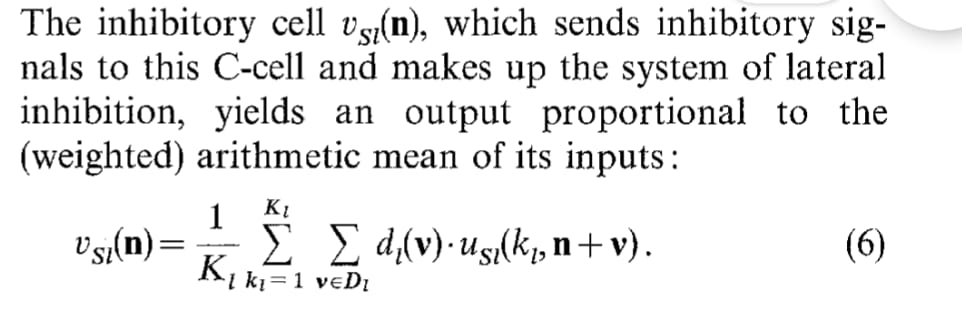 The inhibitory cell v_{Sl}(n), which sends inhibitory sig-
nals to this C-cell and makes up the system of lateral
inhibition, yields an output proportional to the
(weighted) arithmetic mean of its inputs:
v_{Sl}(n) = \frac{1}{K_l} \sum_{k_l=1}^{K_l} \sum_{v∈D_l} d_l(v)·u_{Sl}(k_l, n+v). (6)